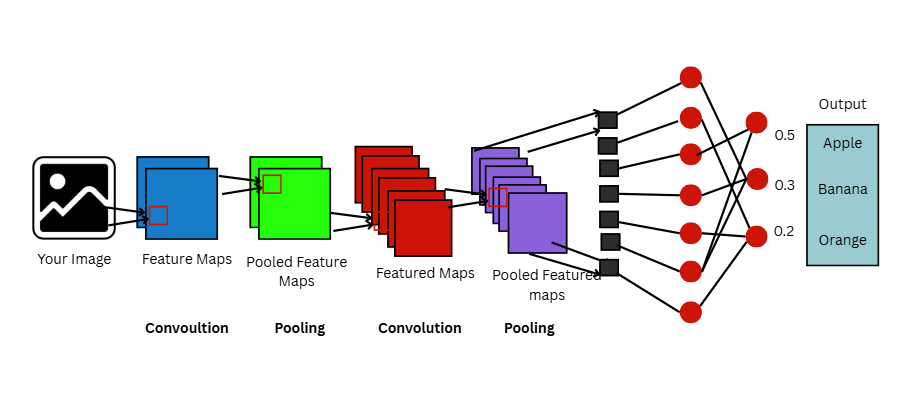 Output
0.5
Apple
0.3
Banana
0.2
Orange
Your Image
Feature Maps
Pooled Feature
Maps
Featured Maps
Pooled Featured
maps
Convoultion
Pooling
Convolution
Pooling